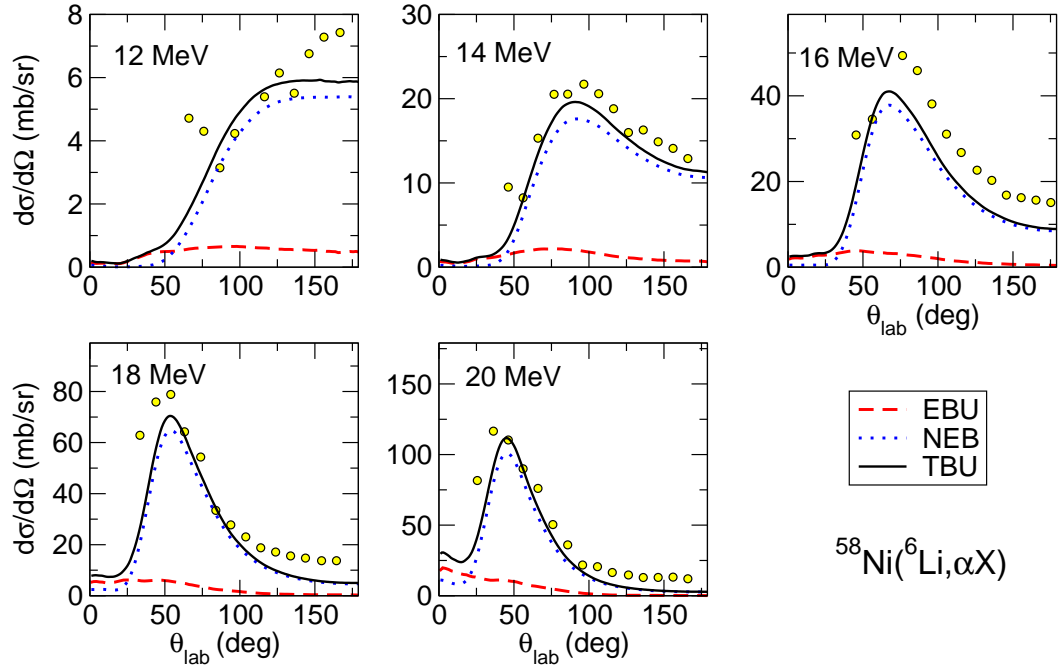 12 MeV
14 MeV
16 MeV
dσ/dΩ (mb/sr)
0
2
4
6
8
0 50 100 150
0
10
20
30
0 50 100 150
0
20
40
0 50 100 150
θlab (deg)
18 MeV
20 MeV
dσ/dΩ (mb/sr)
0
20
40
60
80
0 50 100 150
θlab (deg)
0
50
100
150
0 50 100 150
θlab (deg)
EBU
NEB
TBU
⁵⁸Ni(⁶Li,αX)